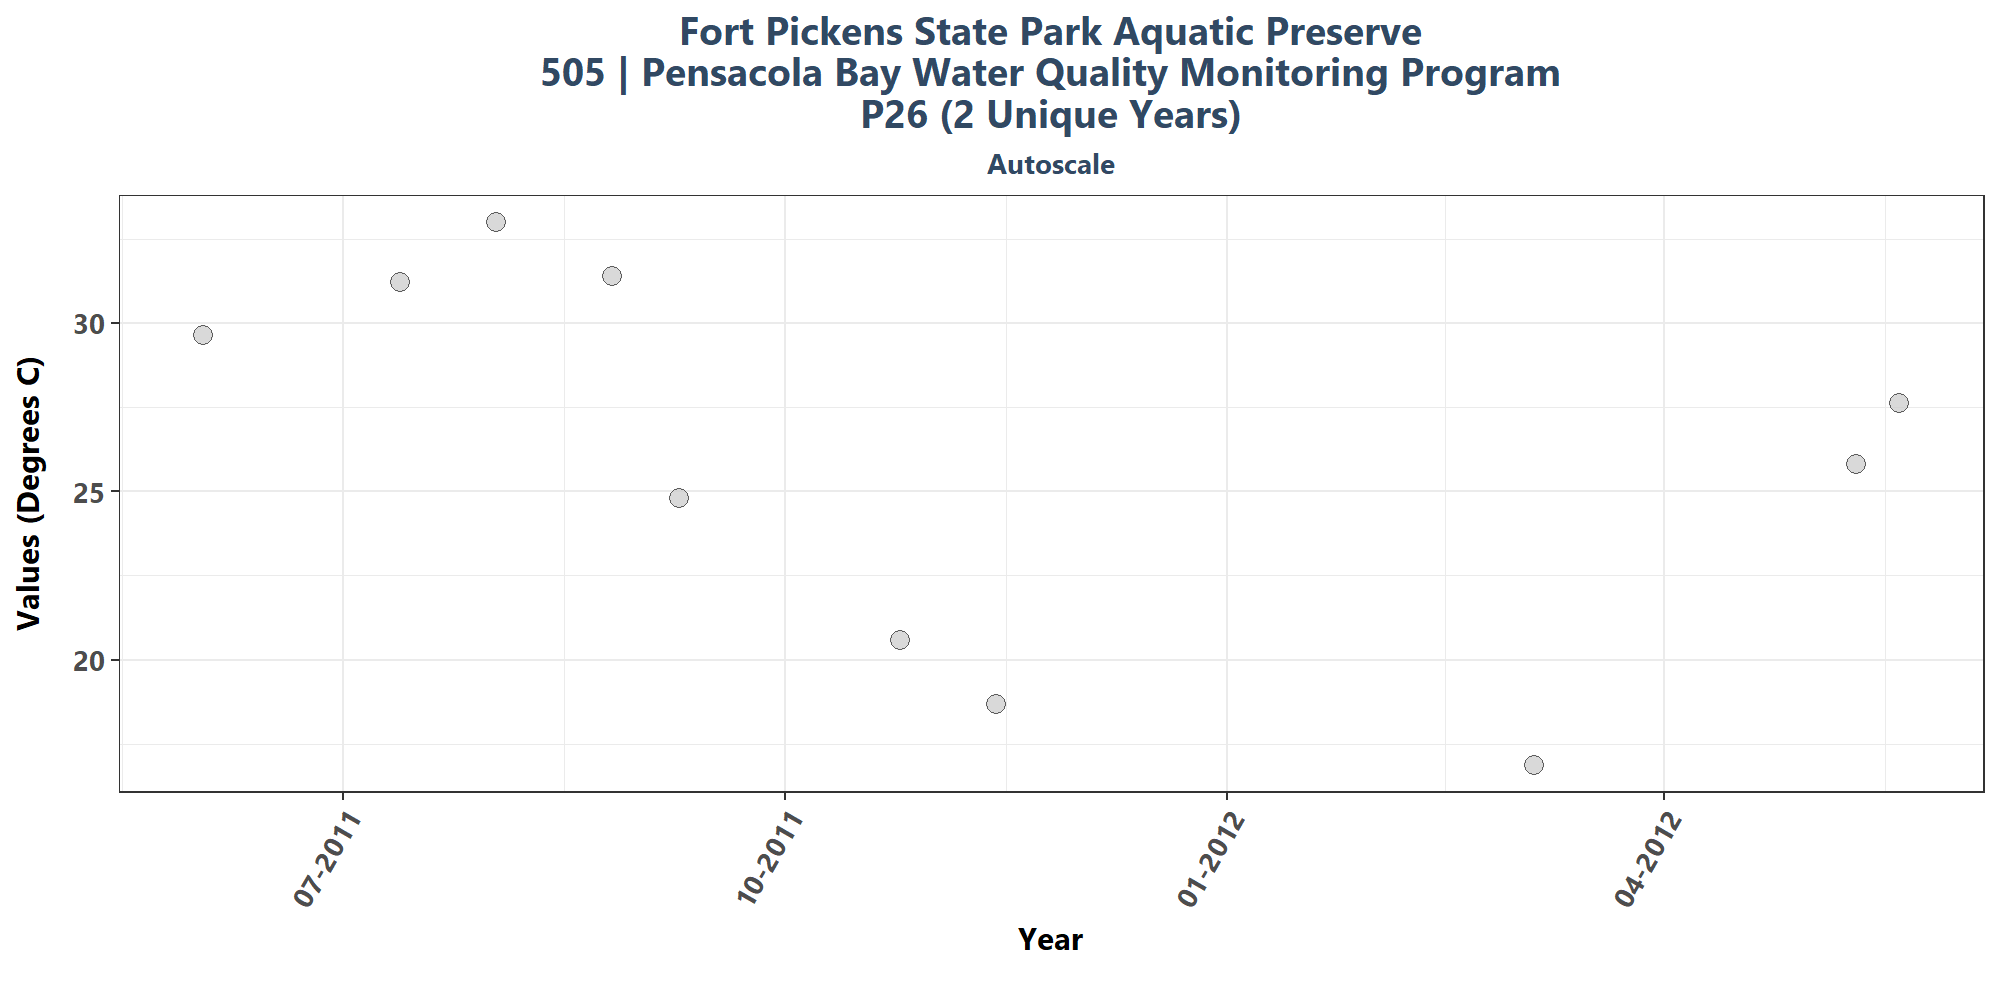 Fort Pickens State Park Aquatic Preserve
505 | Pensacola Bay Water Quality Monitoring Program
P26 (2 Unique Years)
Autoscale
Values (Degrees C)
30
25
20
07-2011
10-2011
01-2012
04-2012
Year